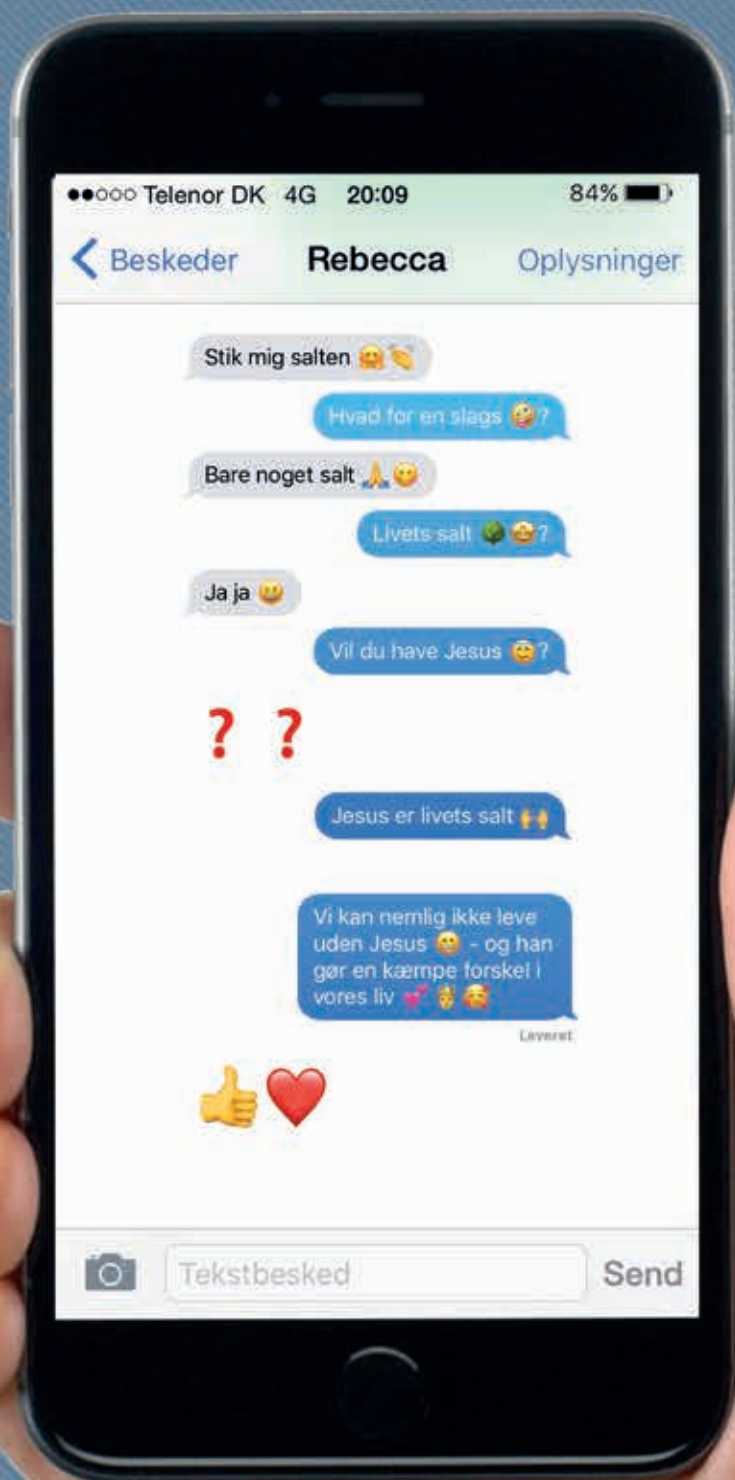 ●●○○○ Telenor DK 4G 20:09 84%
Beskeder Rebecca Oplysninger
Stik mig salten 🤗👏
Hvad for en slags 🤪?
Bare noget salt 🙏😋
Livets salt 🌳🤩?
Ja ja 😃
Vil du have Jesus 😇?
❓ ❓
Jesus er livets salt 🙌
Vi kan nemlig ikke leve
uden Jesus 😁 - og han
gør en kæmpe forskel i
vores liv 💕🤴🥰
Leveret
👍❤️
Tekstbesked Send